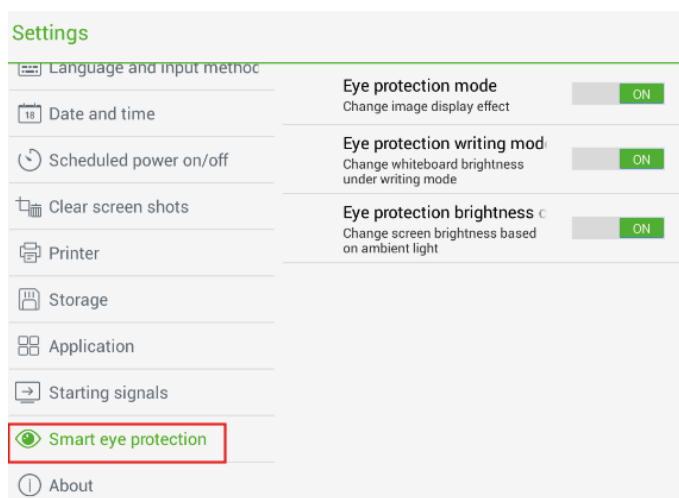 Settings
Language and input method
Date and time
18
Scheduled power on/off
Clear screen shots
Printer
Storage
Application
Starting signals
Smart eye protection
About
Eye protection mode
Change image display effect
ON
Eye protection writing mod
Change whiteboard brightness
under writing mode
ON
Eye protection brightness
Change screen brightness based
on ambient light
ON